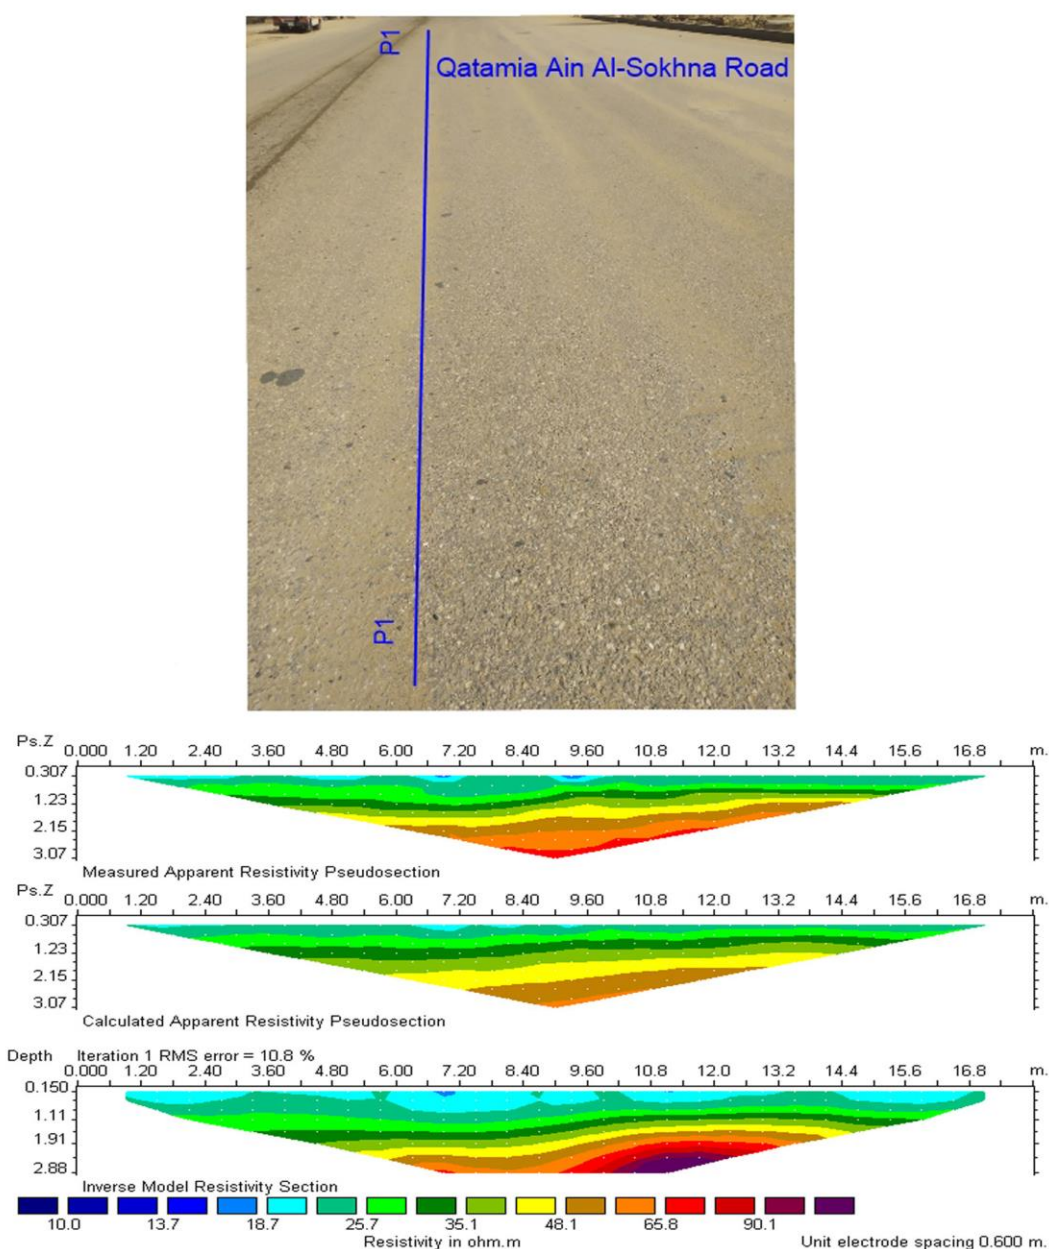 P1
Qatamia Ain Al-Sokhna Road
P1
Ps.Z
0.000 1.20 2.40 3.60 4.80 6.00 7.20 8.40 9.60 10.8 12.0 13.2 14.4 15.6 16.8 m.
0.307
1.23
2.15
3.07
Measured Apparent Resistivity Pseudosection
Ps.Z
0.000 1.20 2.40 3.60 4.80 6.00 7.20 8.40 9.60 10.8 12.0 13.2 14.4 15.6 16.8 m.
0.307
1.23
2.15
3.07
Calculated Apparent Resistivity Pseudosection
Depth Iteration 1 RMS error = 10.8 %
0.000 1.20 2.40 3.60 4.80 6.00 7.20 8.40 9.60 10.8 12.0 13.2 14.4 15.6 16.8 m.
0.150
1.11
1.91
2.88
Inverse Model Resistivity Section
10.0 13.7 18.7 25.7 35.1 48.1 65.8 90.1
Resistivity in ohm.m Unit electrode spacing 0.600 m.